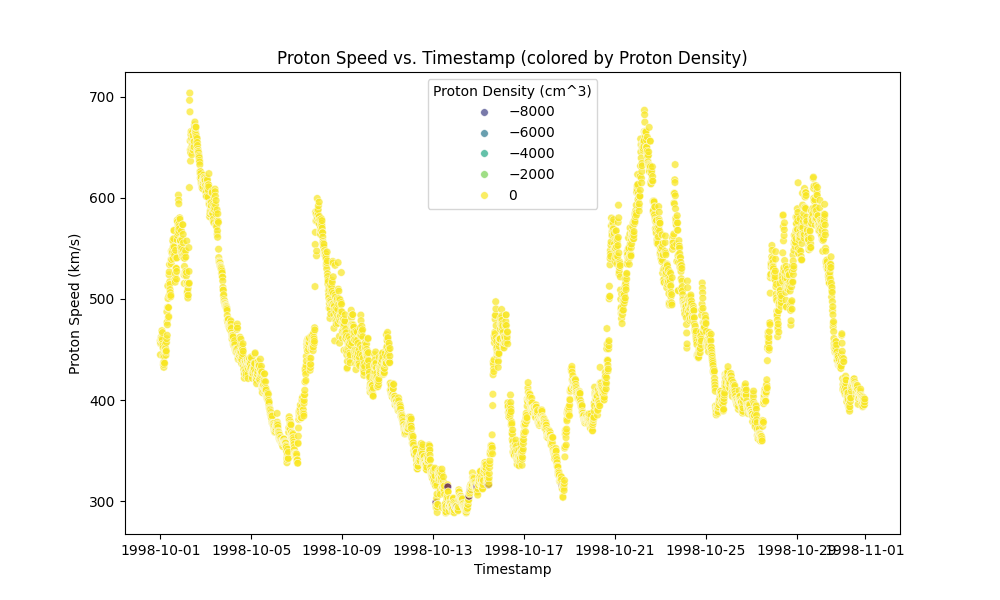 Proton Speed vs. Timestamp (colored by Proton Density)
Proton Density (cm^3)
−8000
−6000
−4000
−2000
0
700
600
500
400
300
Proton Speed (km/s)
1998-10-01 1998-10-05 1998-10-09 1998-10-13 1998-10-17 1998-10-21 1998-10-25 1998-10-29 1998-11-01
Timestamp